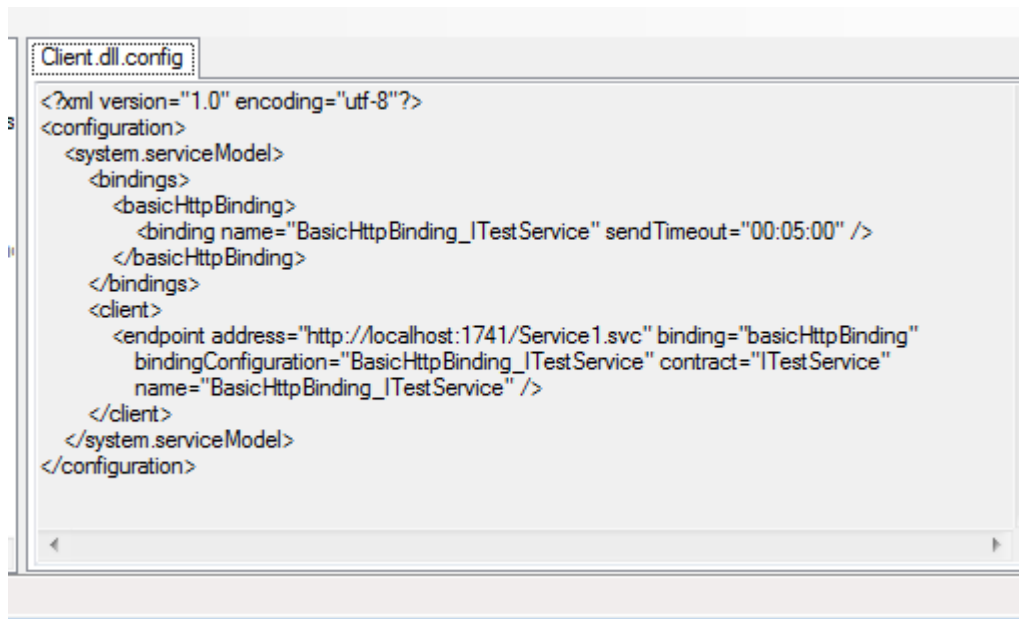 Client.dll.config
<?xml version="1.0" encoding="utf-8"?>
<configuration>
<system.serviceModel>
<bindings>
<basicHttpBinding>
<binding name="BasicHttpBinding_ITestService" sendTimeout="00:05:00" />
</basicHttpBinding>
</bindings>
<client>
<endpoint address="http://localhost:1741/Service1.svc" binding="basicHttpBinding"
bindingConfiguration="BasicHttpBinding_ITestService" contract="ITestService"
name="BasicHttpBinding_ITestService" />
</client>
</system.serviceModel>
</configuration>